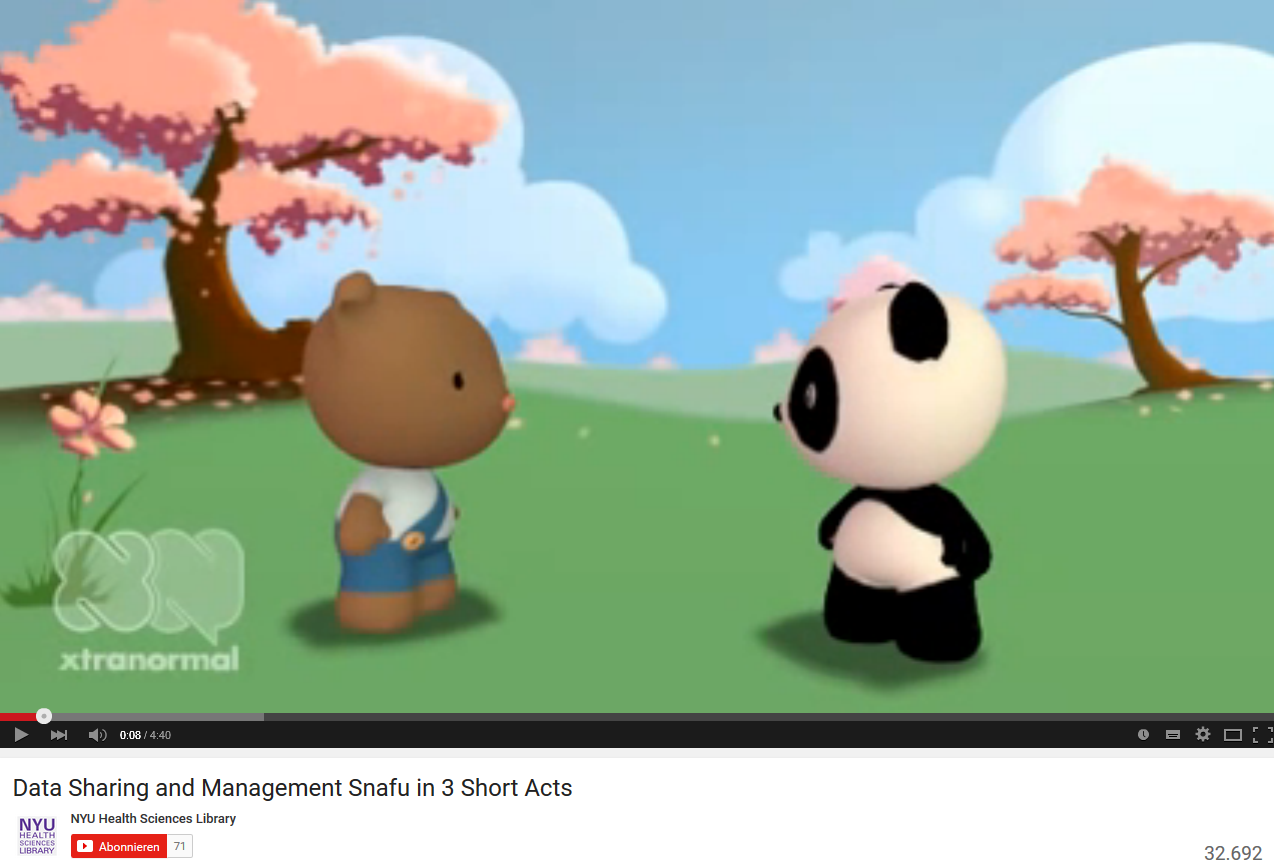 XN
xtranormal
0:08 / 4:40
Data Sharing and Management Snafu in 3 Short Acts
NYU
HEALTH
SCIENCES
LIBRARY
NYU Health Sciences Library
Abonnieren 71
32.692